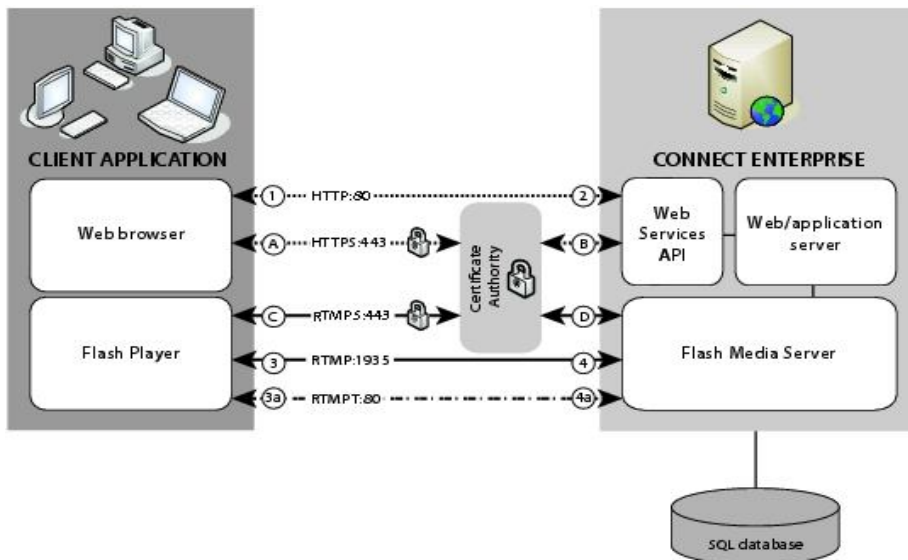 CLIENT APPLICATION
CONNECT ENTERPRISE
1
HTTP:80
2
Web browser
Web
Services
API
Web/application
server
A
HTTPS:443
B
Certificate
Authority
C
RTMPS:443
D
Flash Player
3
RTMP:1935
4
Flash Media Server
3a
RTMPT:80
4a
SQL database